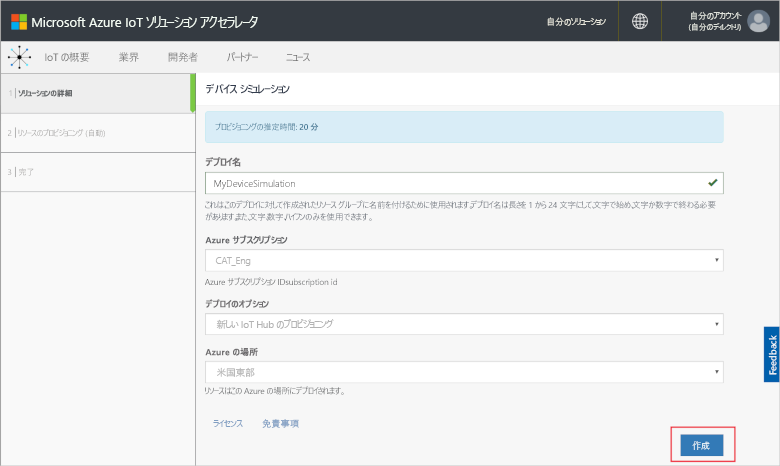 Microsoft Azure IoT ソリューション アクセラレータ
自分のソリューション
自分のアカウント
(自分のディレクトリ)
IoT の概要 業界 開発者 パートナー ニュース
1 ソリューションの詳細
2 リソースのプロビジョニング (自動)
3 完了
デバイス シミュレーション
プロビジョニングの推定時間: 20 分
デプロイ名
MyDeviceSimulation
これはこのデプロイに対して作成されたリソース グループに名前を付けるために使用されます。デプロイ名は長さを 1 から 24 文字にして、文字で始め、文字か数字で終わる必要
があります。また、文字、数字、ハイフンのみを使用できます。
Azure サブスクリプション
CAT_Eng
Azure サブスクリプション IDsubscription id
デプロイのオプション
新しい IoT Hub のプロビジョニング
Azure の場所
米国東部
リソースはこの Azure の場所にデプロイされます。
ライセンス 免責事項
作成
Feedback